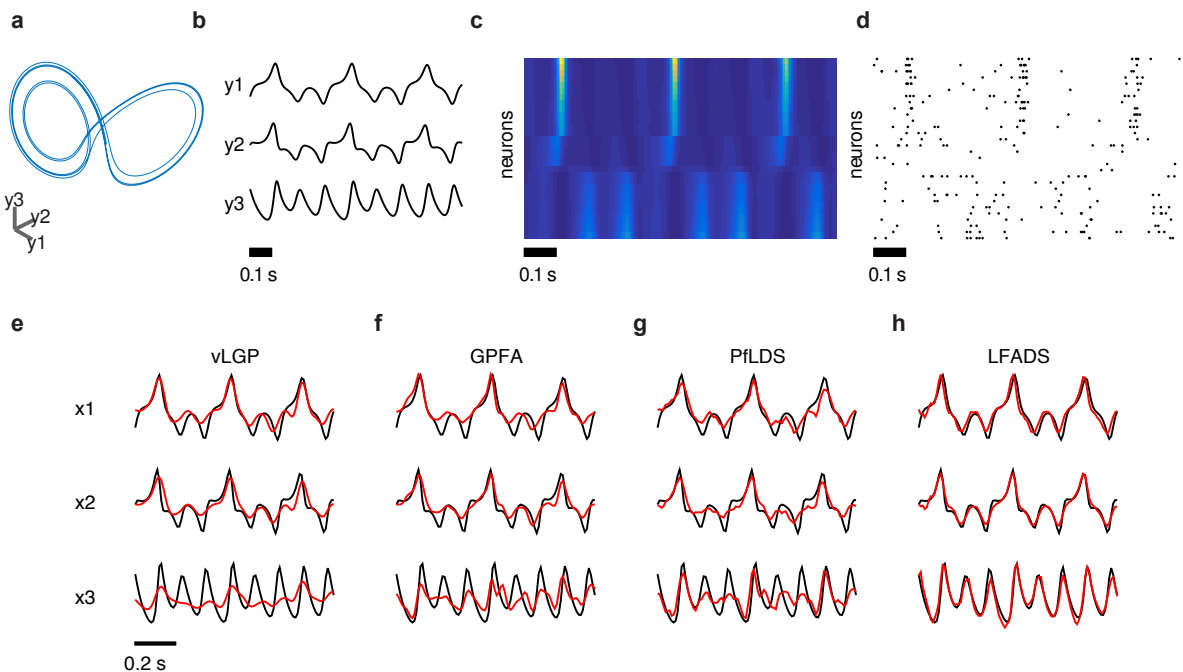 a
y3
y2
y1
b
y1
y2
y3
0.1 s
c
neurons
0.1 s
d
neurons
0.1 s
e
vLGP
f
GPFA
g
PfLDS
h
LFADS
x1
x2
x3
0.2 s